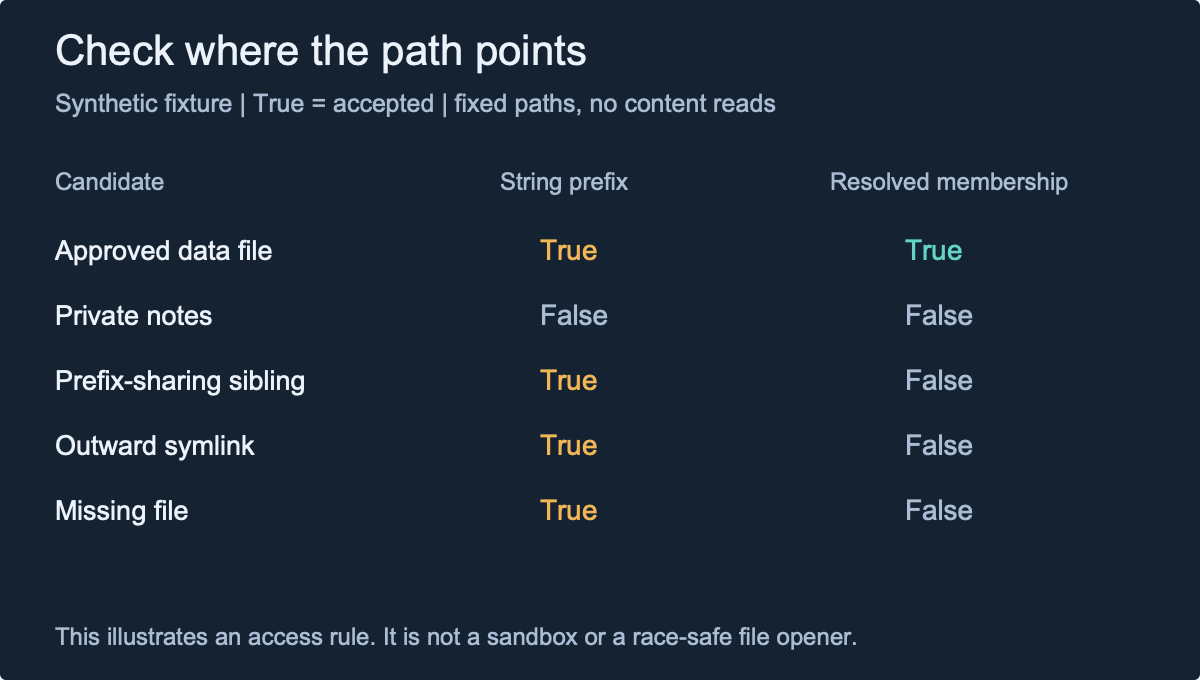 Check where the path points
Synthetic fixture | True = accepted | fixed paths, no content reads
Candidate String prefix Resolved membership
Approved data file True True
Private notes False False
Prefix-sharing sibling True False
Outward symlink True False
Missing file True False
This illustrates an access rule. It is not a sandbox or a race-safe file opener.